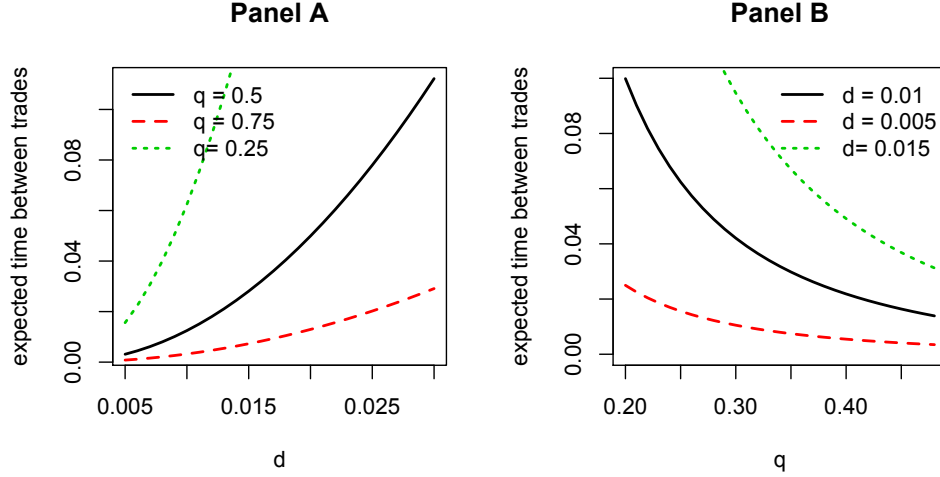 Panel A
expected time between trades
0.00
0.04
0.08
q = 0.5
q = 0.75
q= 0.25
0.005
0.015
0.025
d
Panel B
expected time between trades
0.00
0.04
0.08
d = 0.01
d = 0.005
d= 0.015
0.20
0.30
0.40
q